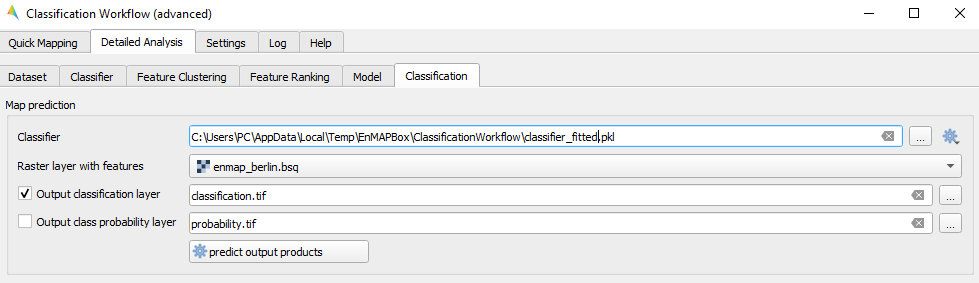 Classification Workflow (advanced)
Quick Mapping Detailed Analysis Settings Log Help
Dataset Classifier Feature Clustering Feature Ranking Model Classification
Map prediction
Classifier C:\Users\PC\AppData\Local\Temp\EnMAPBox\ClassificationWorkflow\classifier_fitted.pkl ...
Raster layer with features enmap_berlin.bsq
Output classification layer classification.tif ...
Output class probability layer probability.tif ...
predict output products